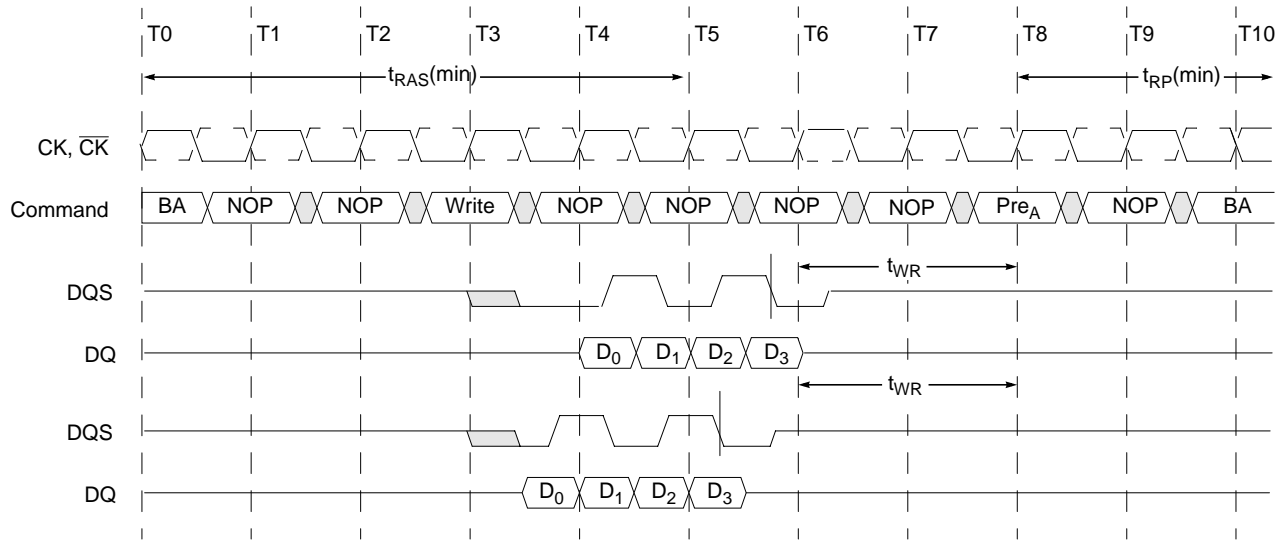 T0 T1 T2 T3 T4 T5 T6 T7 T8 T9 T10
tRAS(min) tRP(min)
CK, C̅K̅
Command BA NOP NOP Write NOP NOP NOP NOP PreA NOP BA
tWR
DQS
DQ D0 D1 D2 D3
tWR
DQS
DQ D0 D1 D2 D3